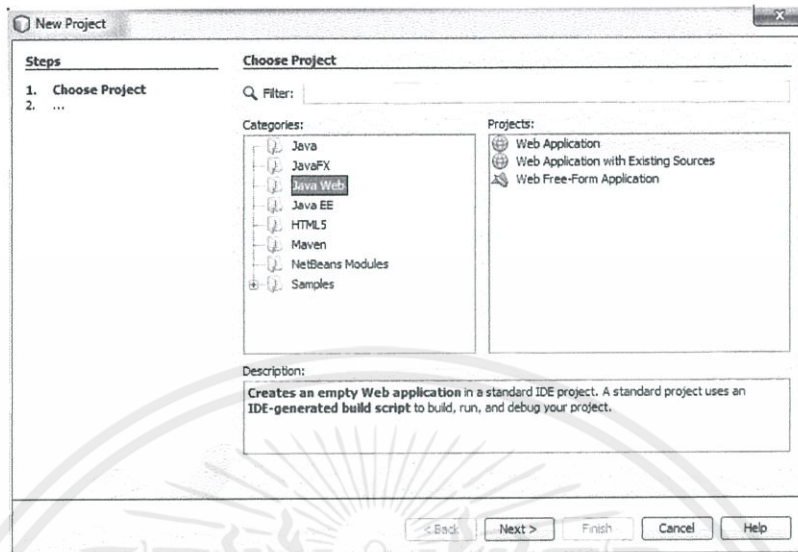 New Project
Steps
1. Choose Project
2. ...
Choose Project
Filter:
Categories:
Java
JavaFX
Java Web
Java EE
HTML5
Maven
NetBeans Modules
Samples
Projects:
Web Application
Web Application with Existing Sources
Web Free-Form Application
Description:
Creates an empty Web application in a standard IDE project. A standard project uses an
IDE-generated build script to build, run, and debug your project.
< Back
Next >
Finish
Cancel
Help